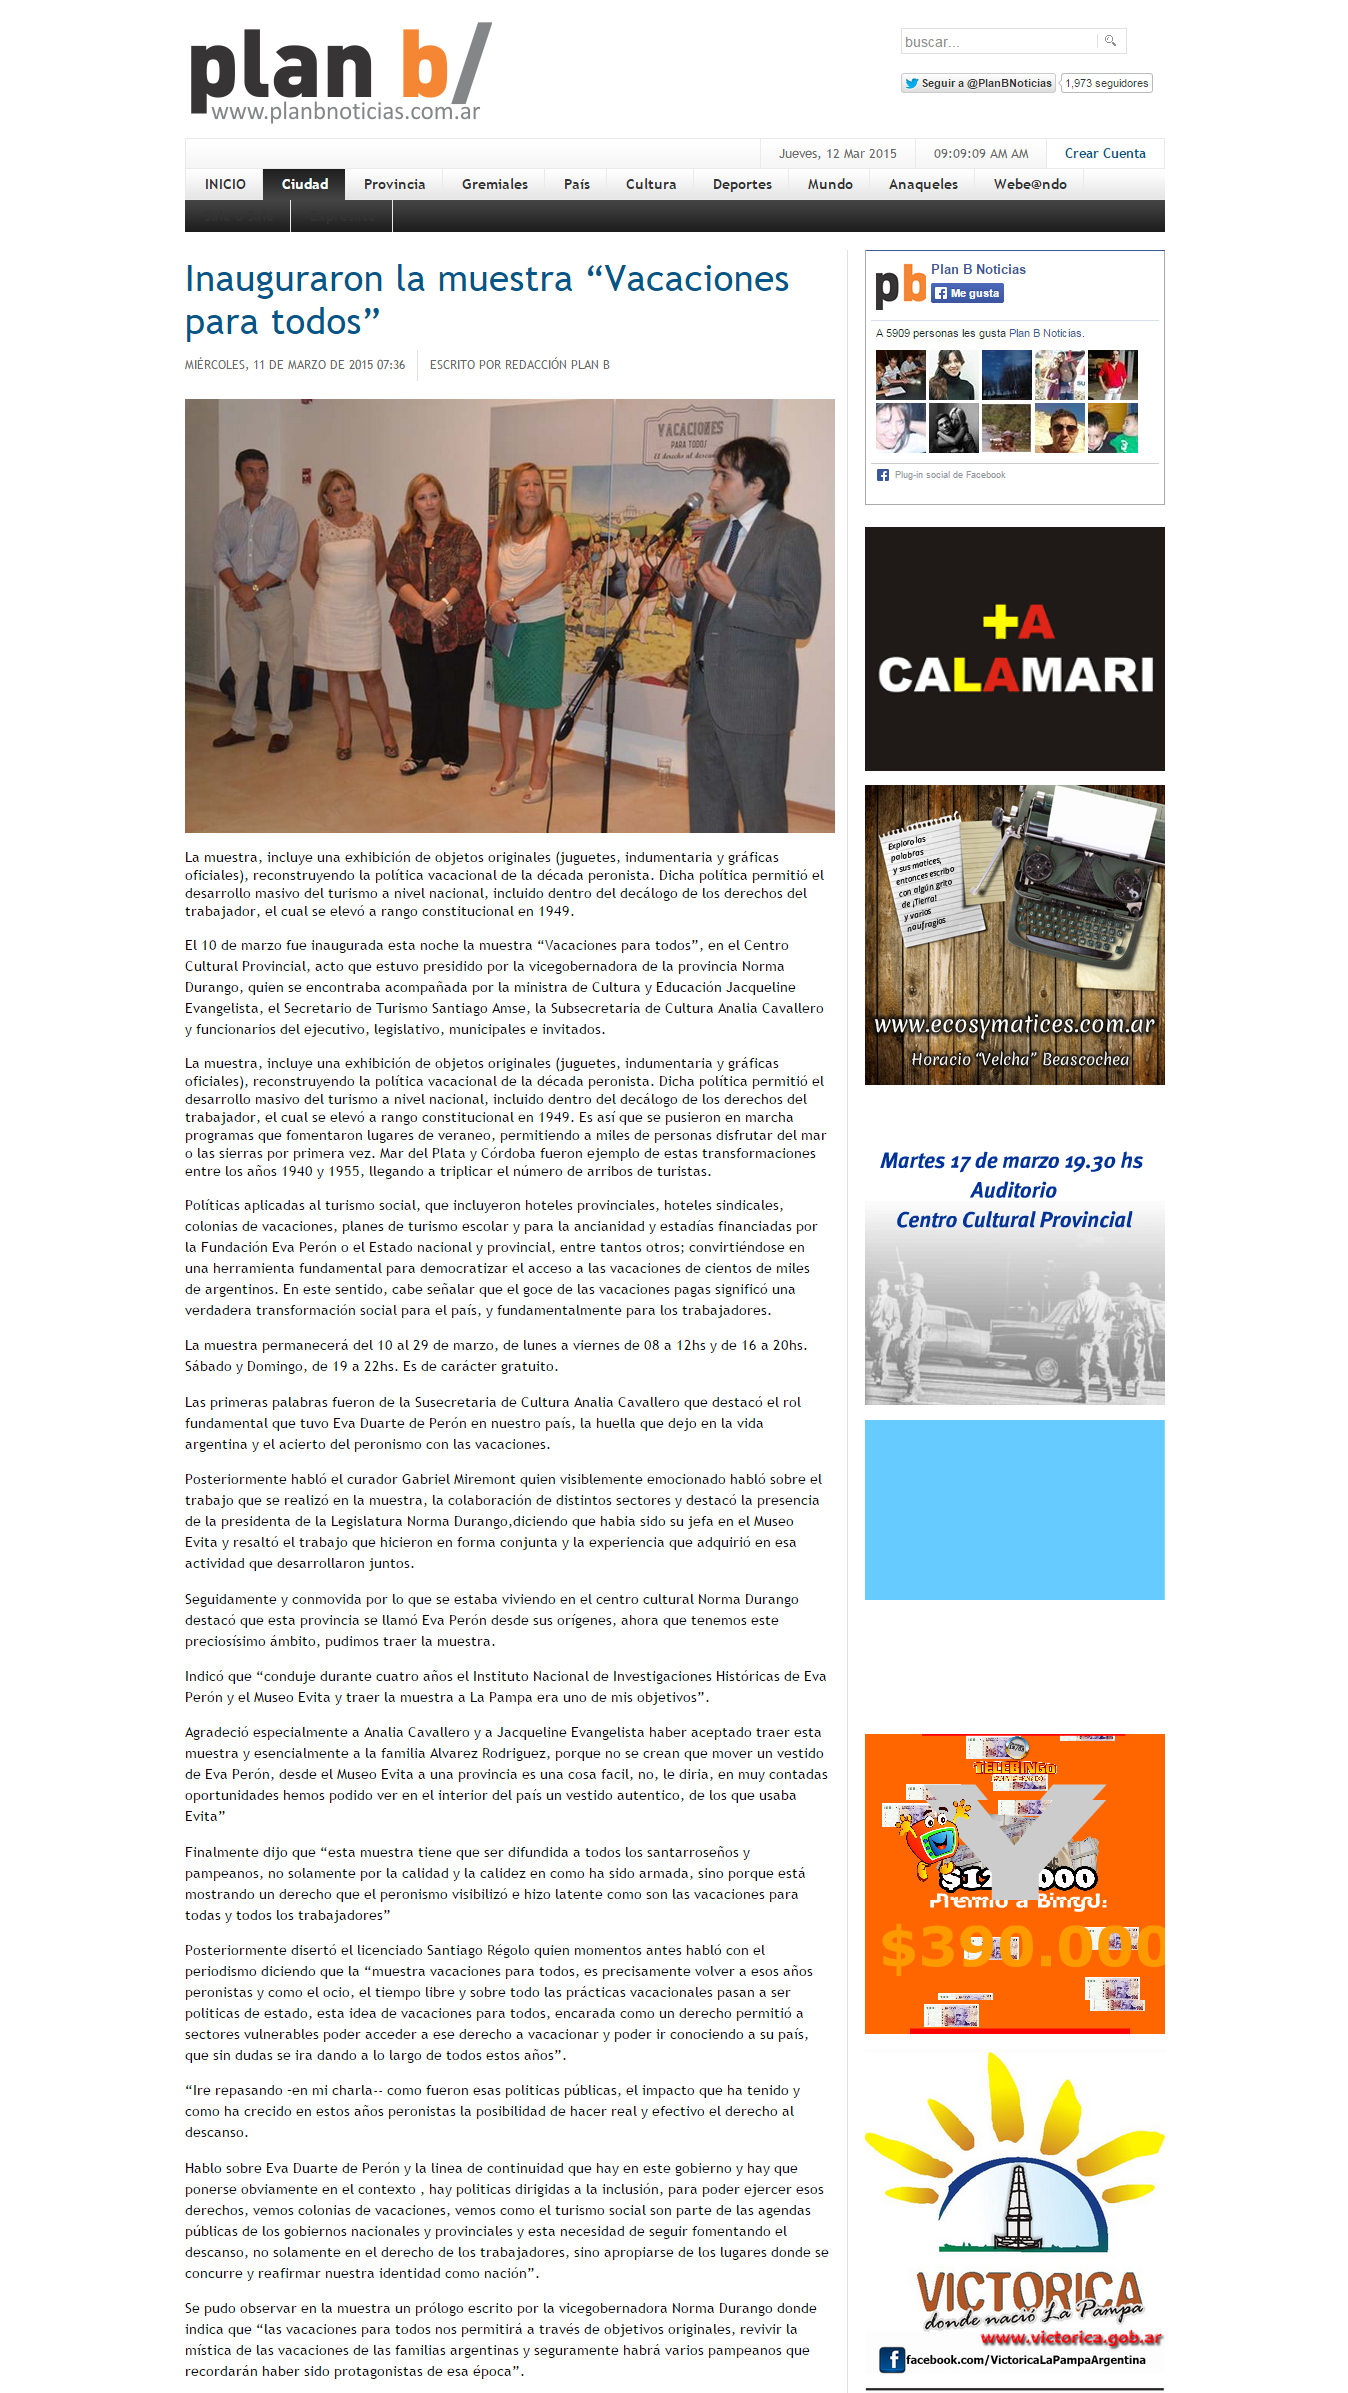 plan b/
www.planbnoticias.com.ar
buscar...
Seguir a @PlanBNoticias
1,973 seguidores
Jueves, 12 Mar 2015
09:09:09 AM AM
Crear Cuenta
INICIO
Ciudad
Provincia
Gremiales
País
Cultura
Deportes
Mundo
Anaqueles
Webe@ndo
Inauguraron la muestra “Vacaciones
para todos”
MIÉRCOLES, 11 DE MARZO DE 2015 07:36
ESCRITO POR REDACCIÓN PLAN B
VACACIONES
PARA TODOS
El derecho al descanso
La muestra, incluye una exhibición de objetos originales (juguetes, indumentaria y gráficas
oficiales), reconstruyendo la política vacacional de la década peronista. Dicha política permitió el
desarrollo masivo del turismo a nivel nacional, incluido dentro del decálogo de los derechos del
trabajador, el cual se elevó a rango constitucional en 1949.
El 10 de marzo fue inaugurada esta noche la muestra “Vacaciones para todos”, en el Centro
Cultural Provincial, acto que estuvo presidido por la vicegobernadora de la provincia Norma
Durango, quien se encontraba acompañada por la ministra de Cultura y Educación Jacqueline
Evangelista, el Secretario de Turismo Santiago Amse, la Subsecretaria de Cultura Analia Cavallero
y funcionarios del ejecutivo, legislativo, municipales e invitados.
La muestra, incluye una exhibición de objetos originales (juguetes, indumentaria y gráficas
oficiales), reconstruyendo la política vacacional de la década peronista. Dicha política permitió el
desarrollo masivo del turismo a nivel nacional, incluido dentro del decálogo de los derechos del
trabajador, el cual se elevó a rango constitucional en 1949. Es así que se pusieron en marcha
programas que fomentaron lugares de veraneo, permitiendo a miles de personas disfrutar del mar
o las sierras por primera vez. Mar del Plata y Córdoba fueron ejemplo de estas transformaciones
entre los años 1940 y 1955, llegando a triplicar el número de arribos de turistas.
Políticas aplicadas al turismo social, que incluyeron hoteles provinciales, hoteles sindicales,
colonias de vacaciones, planes de turismo escolar y para la ancianidad y estadías financiadas por
la Fundación Eva Perón o el Estado nacional y provincial, entre tantos otros; convirtiéndose en
una herramienta fundamental para democratizar el acceso a las vacaciones de cientos de miles
de argentinos. En este sentido, cabe señalar que el goce de las vacaciones pagas significó una
verdadera transformación social para el país, y fundamentalmente para los trabajadores.
La muestra permanecerá del 10 al 29 de marzo, de lunes a viernes de 08 a 12hs y de 16 a 20hs.
Sábado y Domingo, de 19 a 22hs. Es de carácter gratuito.
Las primeras palabras fueron de la Susecretaria de Cultura Analia Cavallero que destacó el rol
fundamental que tuvo Eva Duarte de Perón en nuestro país, la huella que dejo en la vida
argentina y el acierto del peronismo con las vacaciones.
Posteriormente habló el curador Gabriel Miremont quien visiblemente emocionado habló sobre el
trabajo que se realizó en la muestra, la colaboración de distintos sectores y destacó la presencia
de la presidenta de la Legislatura Norma Durango,diciendo que habia sido su jefa en el Museo
Evita y resaltó el trabajo que hicieron en forma conjunta y la experiencia que adquirió en esa
actividad que desarrollaron juntos.
Seguidamente y conmovida por lo que se estaba viviendo en el centro cultural Norma Durango
destacó que esta provincia se llamó Eva Perón desde sus orígenes, ahora que tenemos este
preciosísimo ámbito, pudimos traer la muestra.
Indicó que “conduje durante cuatro años el Instituto Nacional de Investigaciones Históricas de Eva
Perón y el Museo Evita y traer la muestra a La Pampa era uno de mis objetivos”.
Agradeció especialmente a Analia Cavallero y a Jacqueline Evangelista haber aceptado traer esta
muestra y esencialmente a la familia Alvarez Rodriguez, porque no se crean que mover un vestido
de Eva Perón, desde el Museo Evita a una provincia es una cosa facil, no, le diria, en muy contadas
oportunidades hemos podido ver en el interior del país un vestido autentico, de los que usaba
Evita”
Finalmente dijo que “esta muestra tiene que ser difundida a todos los santarroseños y
pampeanos, no solamente por la calidad y la calidez en como ha sido armada, sino porque está
mostrando un derecho que el peronismo visibilizó e hizo latente como son las vacaciones para
todas y todos los trabajadores”
Posteriormente disertó el licenciado Santiago Régolo quien momentos antes habló con el
periodismo diciendo que la “muestra vacaciones para todos, es precisamente volver a esos años
peronistas y como el ocio, el tiempo libre y sobre todo las prácticas vacacionales pasan a ser
politicas de estado, esta idea de vacaciones para todos, encarada como un derecho permitió a
sectores vulnerables poder acceder a ese derecho a vacacionar y poder ir conociendo a su país,
que sin dudas se ira dando a lo largo de todos estos años”.
“Ire repasando –en mi charla-- como fueron esas politicas públicas, el impacto que ha tenido y
como ha crecido en estos años peronistas la posibilidad de hacer real y efectivo el derecho al
descanso.
Hablo sobre Eva Duarte de Perón y la linea de continuidad que hay en este gobierno y hay que
ponerse obviamente en el contexto , hay politicas dirigidas a la inclusión, para poder ejercer esos
derechos, vemos colonias de vacaciones, vemos como el turismo social son parte de las agendas
públicas de los gobiernos nacionales y provinciales y esta necesidad de seguir fomentando el
descanso, no solamente en el derecho de los trabajadores, sino apropiarse de los lugares donde se
concurre y reafirmar nuestra identidad como nación”.
Se pudo observar en la muestra un prólogo escrito por la vicegobernadora Norma Durango donde
indica que “las vacaciones para todos nos permitirá a través de objetivos originales, revivir la
mística de las vacaciones de las familias argentinas y seguramente habrá varios pampeanos que
recordarán haber sido protagonistas de esa época”.
pb
Plan B Noticias
Me gusta
A 5909 personas les gusta Plan B Noticias.
Plug-in social de Facebook
+A
CALAMARI
Exploro las
palabras
y sus matices,
entonces escribo
con algún grito
de ¡Tierra!
y varios
naufragios
www.ecosymatices.com.ar
Horacio “Velcha” Beascochea
Martes 17 de marzo 19.30 hs
Auditorio
Centro Cultural Provincial
TELEBINGO
Premio a Bingo:
$390.000
VICTORICA
donde nació La Pampa
www.victorica.gob.ar
facebook.com/VictoricaLaPampaArgentina